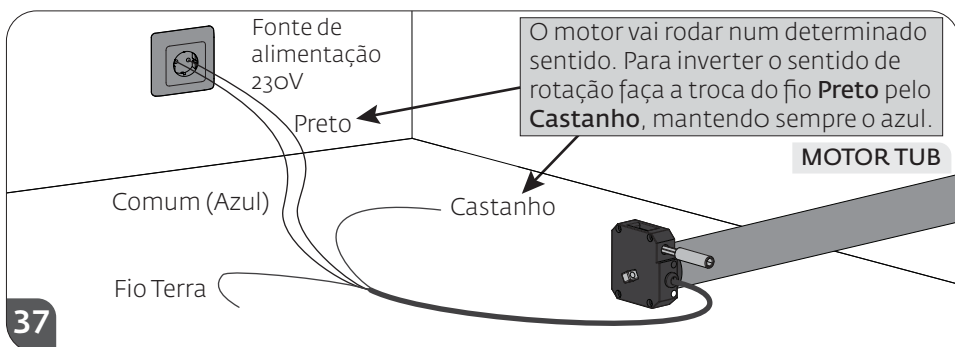 Fonte de
alimentação
230V
O motor vai rodar num determinado
sentido. Para inverter o sentido de
rotação faça a troca do fio Preto pelo
Castanho, mantendo sempre o azul.
Preto
MOTOR TUB
Comum (Azul)
Castanho
Fio Terra
37